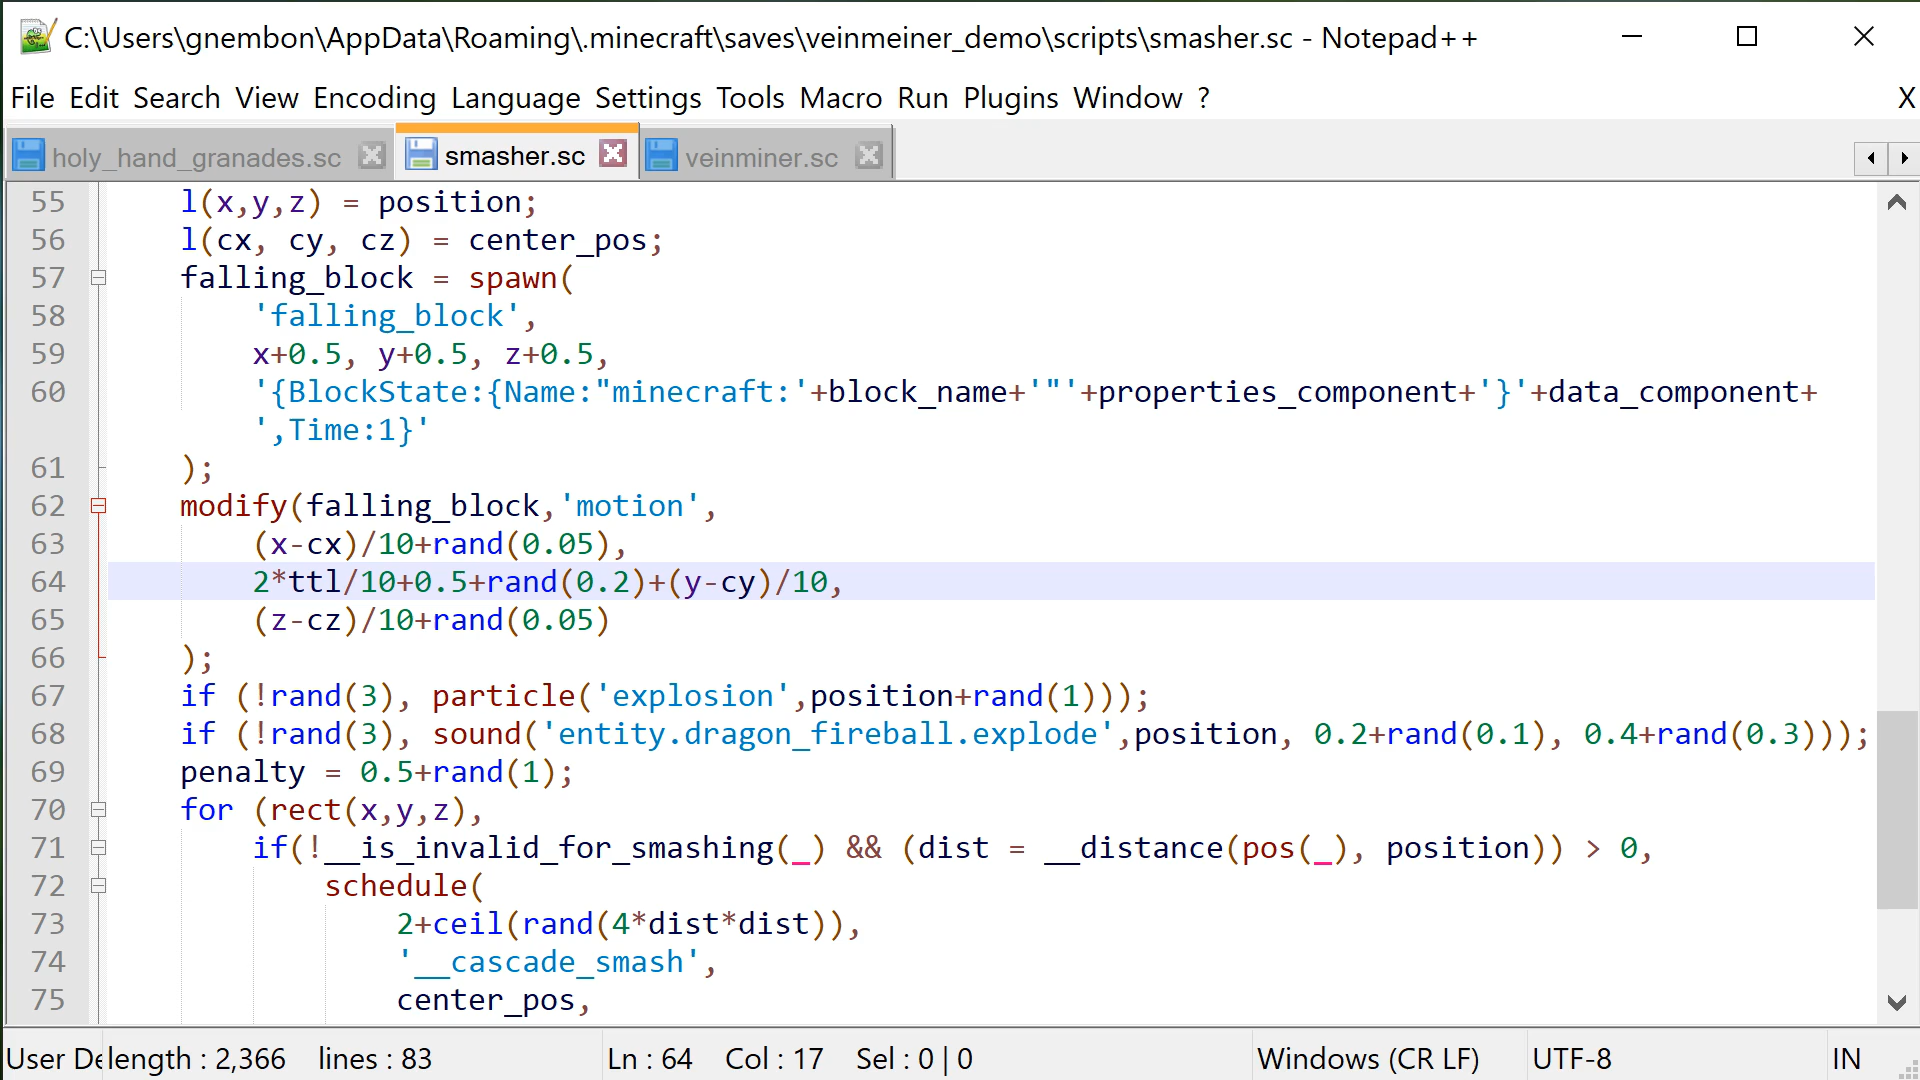 C:\Users\gnembon\AppData\Roaming\.minecraft\saves\veinmeiner_demo\scripts\smasher.sc - Notepad++
File Edit Search View Encoding Language Settings Tools Macro Run Plugins Window ? X
holy_hand_granades.sc smasher.sc veinminer.sc
55 l(x,y,z) = position;
56 l(cx, cy, cz) = center_pos;
57 falling_block = spawn(
58 'falling_block',
59 x+0.5, y+0.5, z+0.5,
60 '{BlockState:{Name:"minecraft:'+block_name+'"'+properties_component+'}'+data_component+
',Time:1}'
61 );
62 modify(falling_block,'motion',
63 (x-cx)/10+rand(0.05),
64 2*ttl/10+0.5+rand(0.2)+(y-cy)/10,
65 (z-cz)/10+rand(0.05)
66 );
67 if (!rand(3), particle('explosion',position+rand(1)));
68 if (!rand(3), sound('entity.dragon_fireball.explode',position, 0.2+rand(0.1), 0.4+rand(0.3)));
69 penalty = 0.5+rand(1);
70 for (rect(x,y,z),
71 if(!__is_invalid_for_smashing(_) && (dist = __distance(pos(_), position)) > 0,
72 schedule(
73 2+ceil(rand(4*dist*dist)),
74 '__cascade_smash',
75 center_pos,
User De length : 2,366 lines : 83 Ln : 64 Col : 17 Sel : 0 | 0 Windows (CR LF) UTF-8 IN